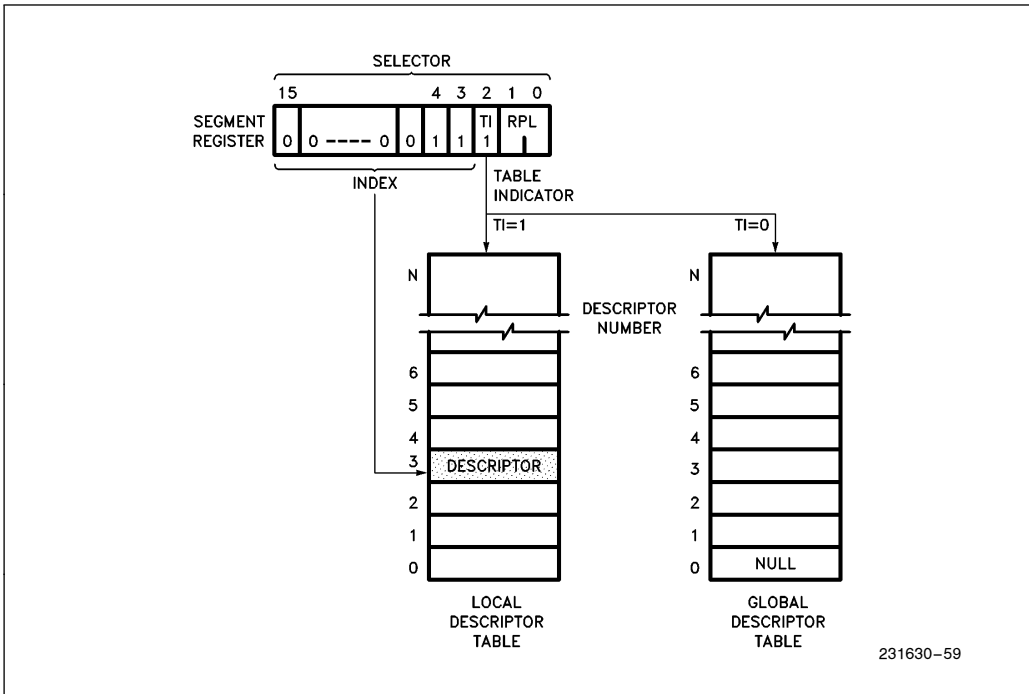 SELECTOR
15 4 3 2 1 0
SEGMENT
REGISTER
TI RPL
0 0 ---- 0 0 1 1 1
INDEX
TABLE
INDICATOR
TI=1 TI=0
N
N
DESCRIPTOR
NUMBER
6
5
4
3
DESCRIPTOR
2
1
0
6
5
4
3
2
1
0
NULL
LOCAL
DESCRIPTOR
TABLE
GLOBAL
DESCRIPTOR
TABLE
231630–59